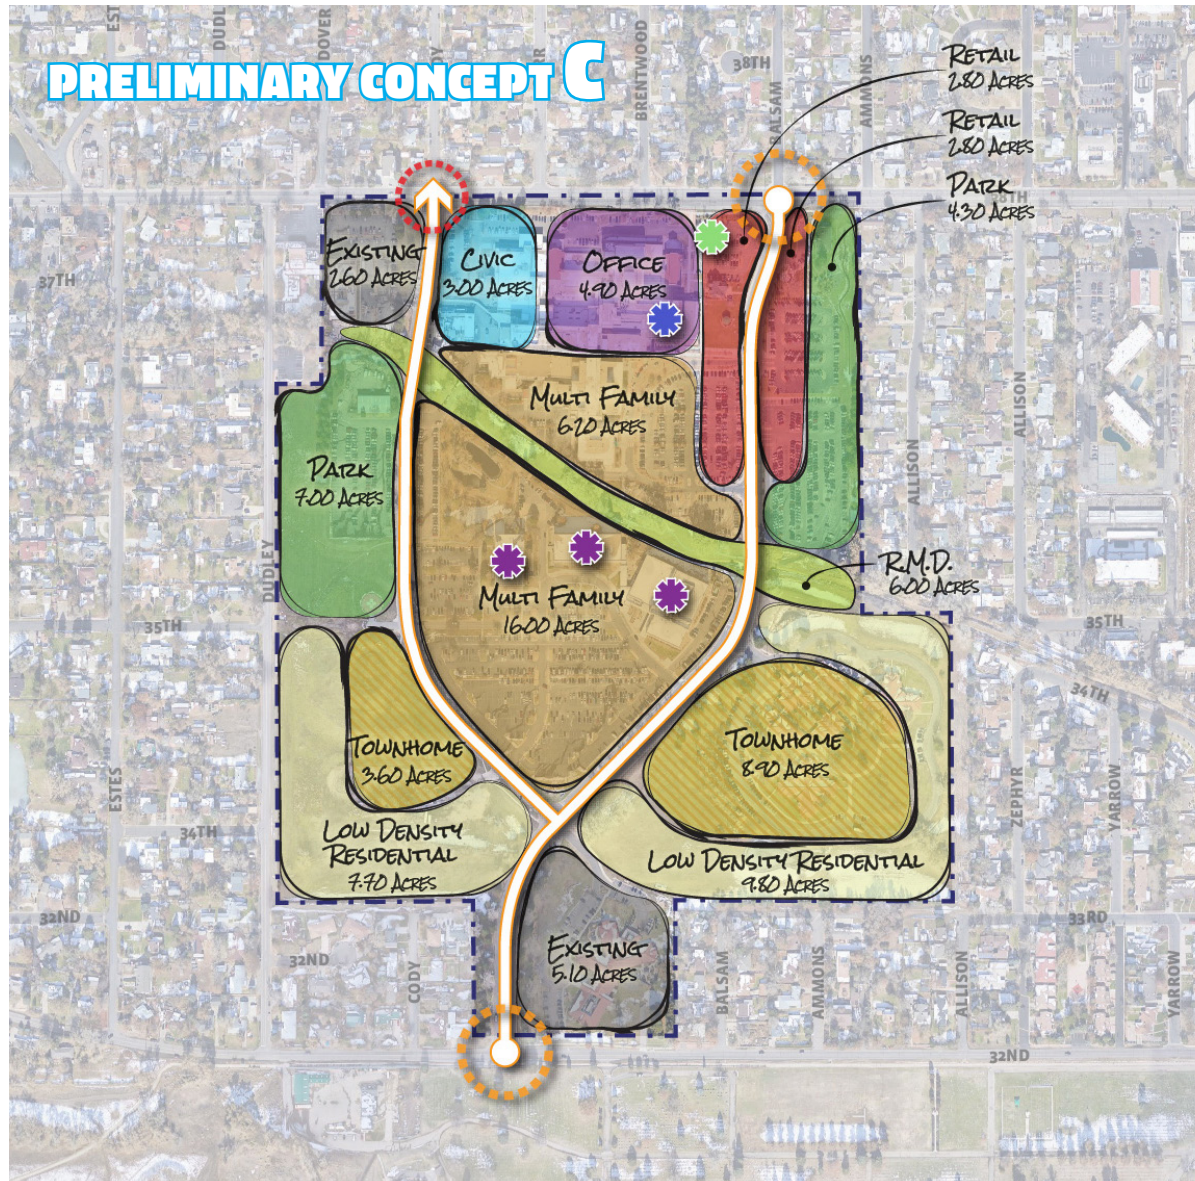 PRELIMINARY CONCEPT C
DOVER
BRENTWOOD
38TH
BALSAM
AMMONS
RETAIL
2.80 ACRES
RETAIL
2.80 ACRES
PARK
4.30 ACRES
37TH
EXISTING
2.60 ACRES
CIVIC
3.00 ACRES
OFFICE
4.90 ACRES
MULTI FAMILY
6.20 ACRES
ALLISON
ALLISON
PARK
7.00 ACRES
DUDLEY
R.M.D.
6.00 ACRES
MULTI FAMILY
16.00 ACRES
35TH
35TH
34TH
TOWNHOME
3.60 ACRES
TOWNHOME
8.90 ACRES
ESTES
ZEPHYR
YARROW
34TH
LOW DENSITY
RESIDENTIAL
7.70 ACRES
LOW DENSITY RESIDENTIAL
9.80 ACRES
32ND
33RD
32ND
CODY
EXISTING
5.10 ACRES
BALSAM
AMMONS
ALLISON
YARROW
32ND